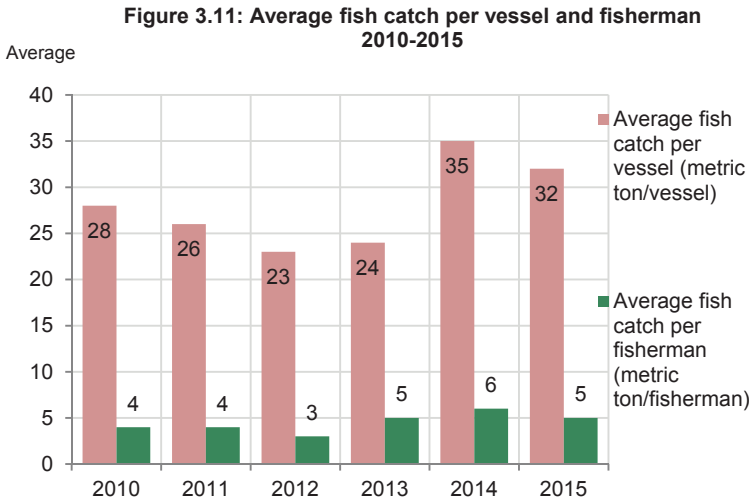 Figure 3.11: Average fish catch per vessel and fisherman
2010-2015
Average
40
35
30
25
20
15
10
5
0
28
4
26
4
23
3
24
5
35
6
32
5
2010
2011
2012
2013
2014
2015
Average fish
catch per
vessel (metric
ton/vessel)
Average fish
catch per
fisherman
(metric
ton/fisherman)